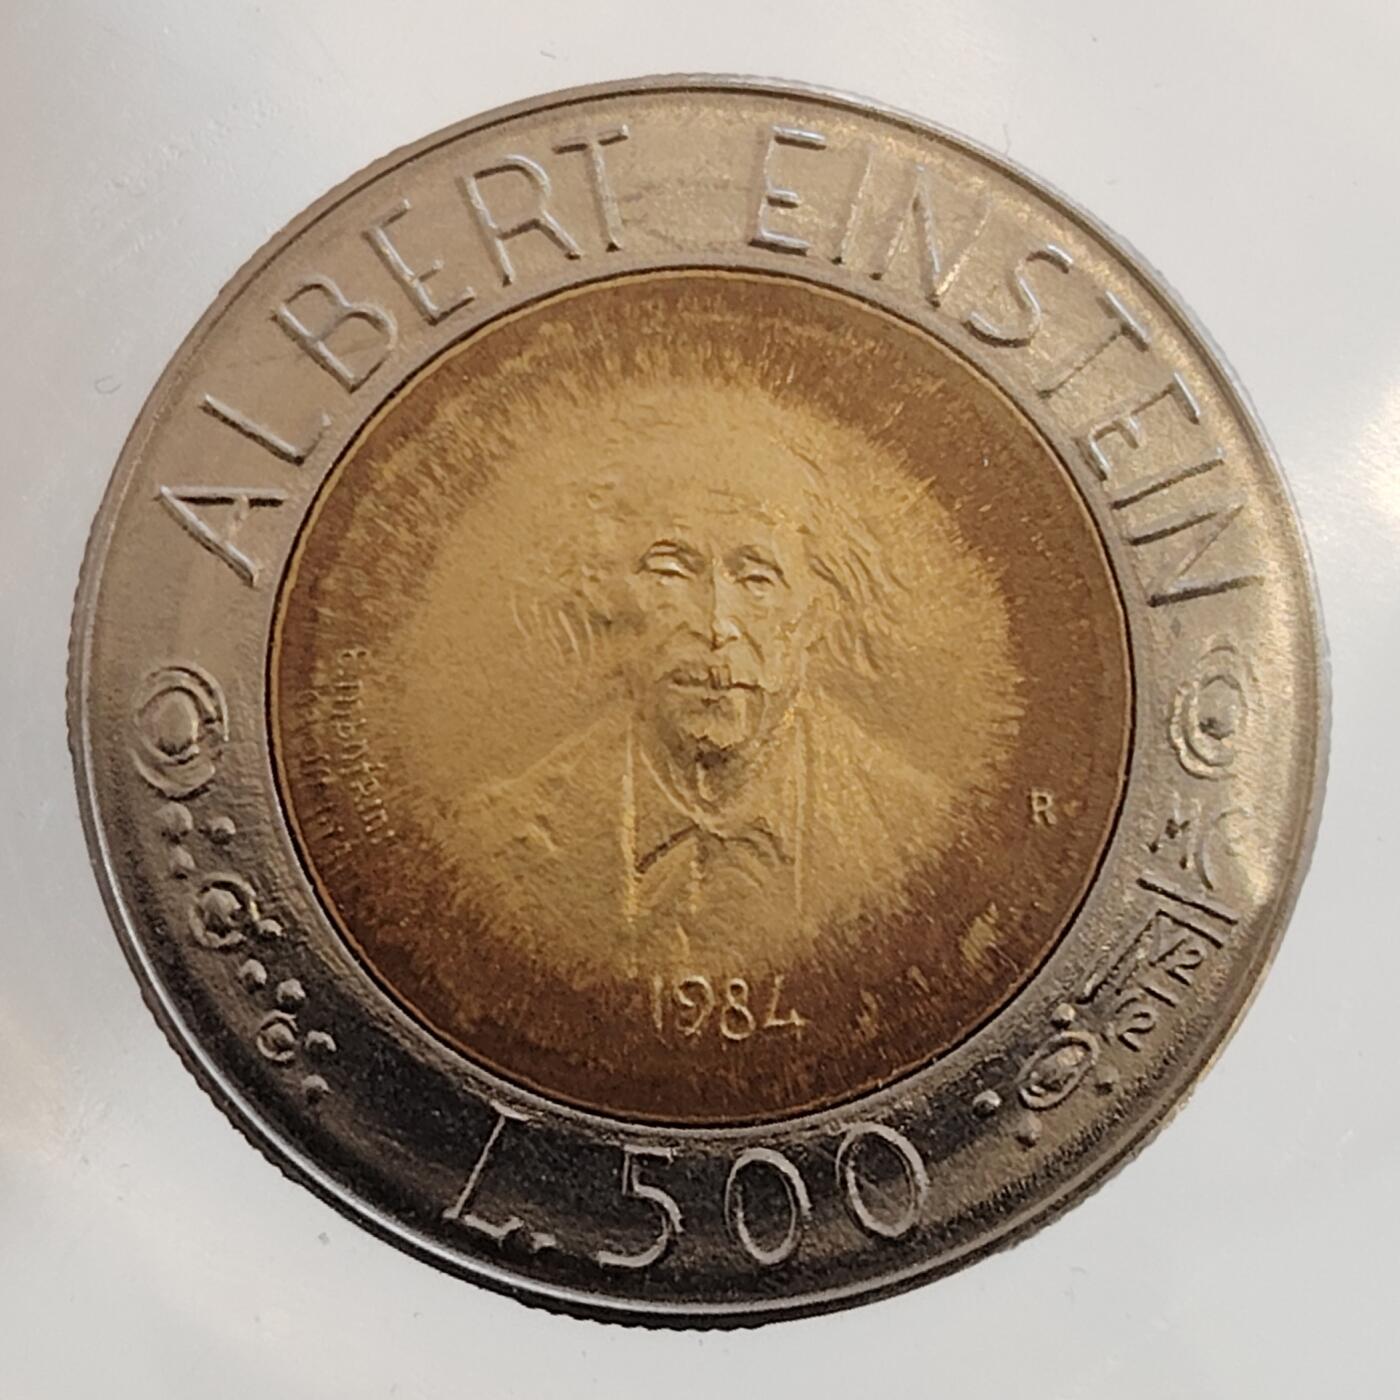 ALBERT EINSTEIN
R
1984
L. 500